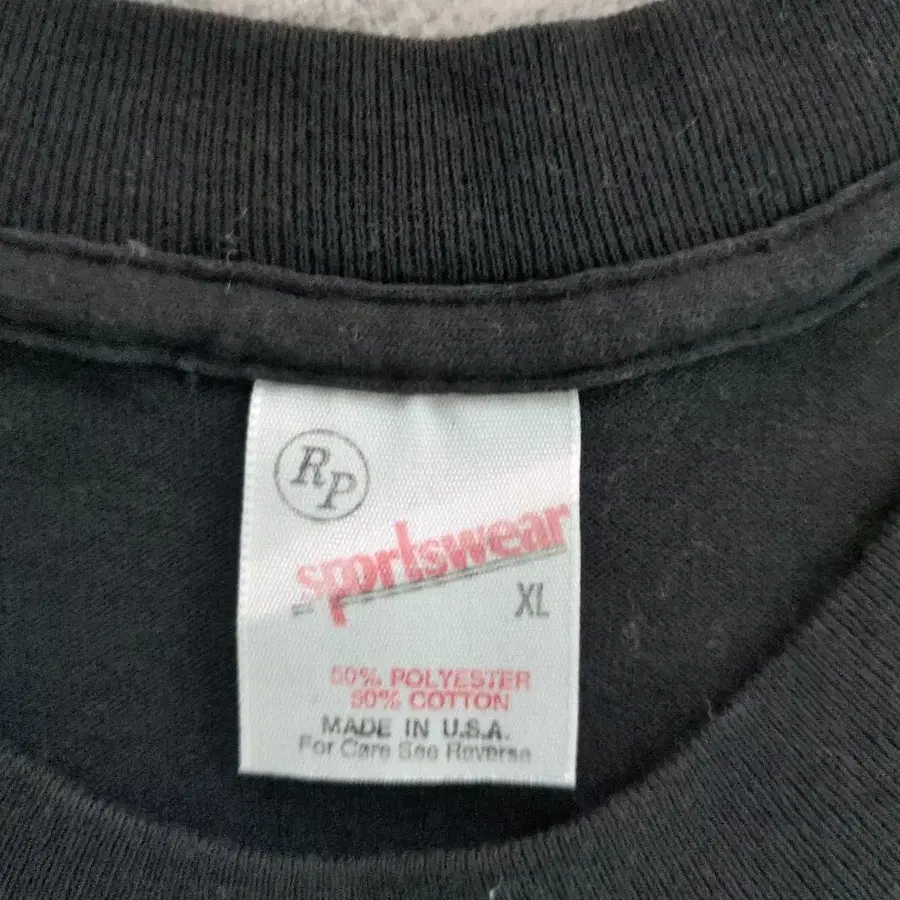 RP
sportswear
XL
50% POLYESTER
50% COTTON
MADE IN U.S.A.
For Care See Reverse